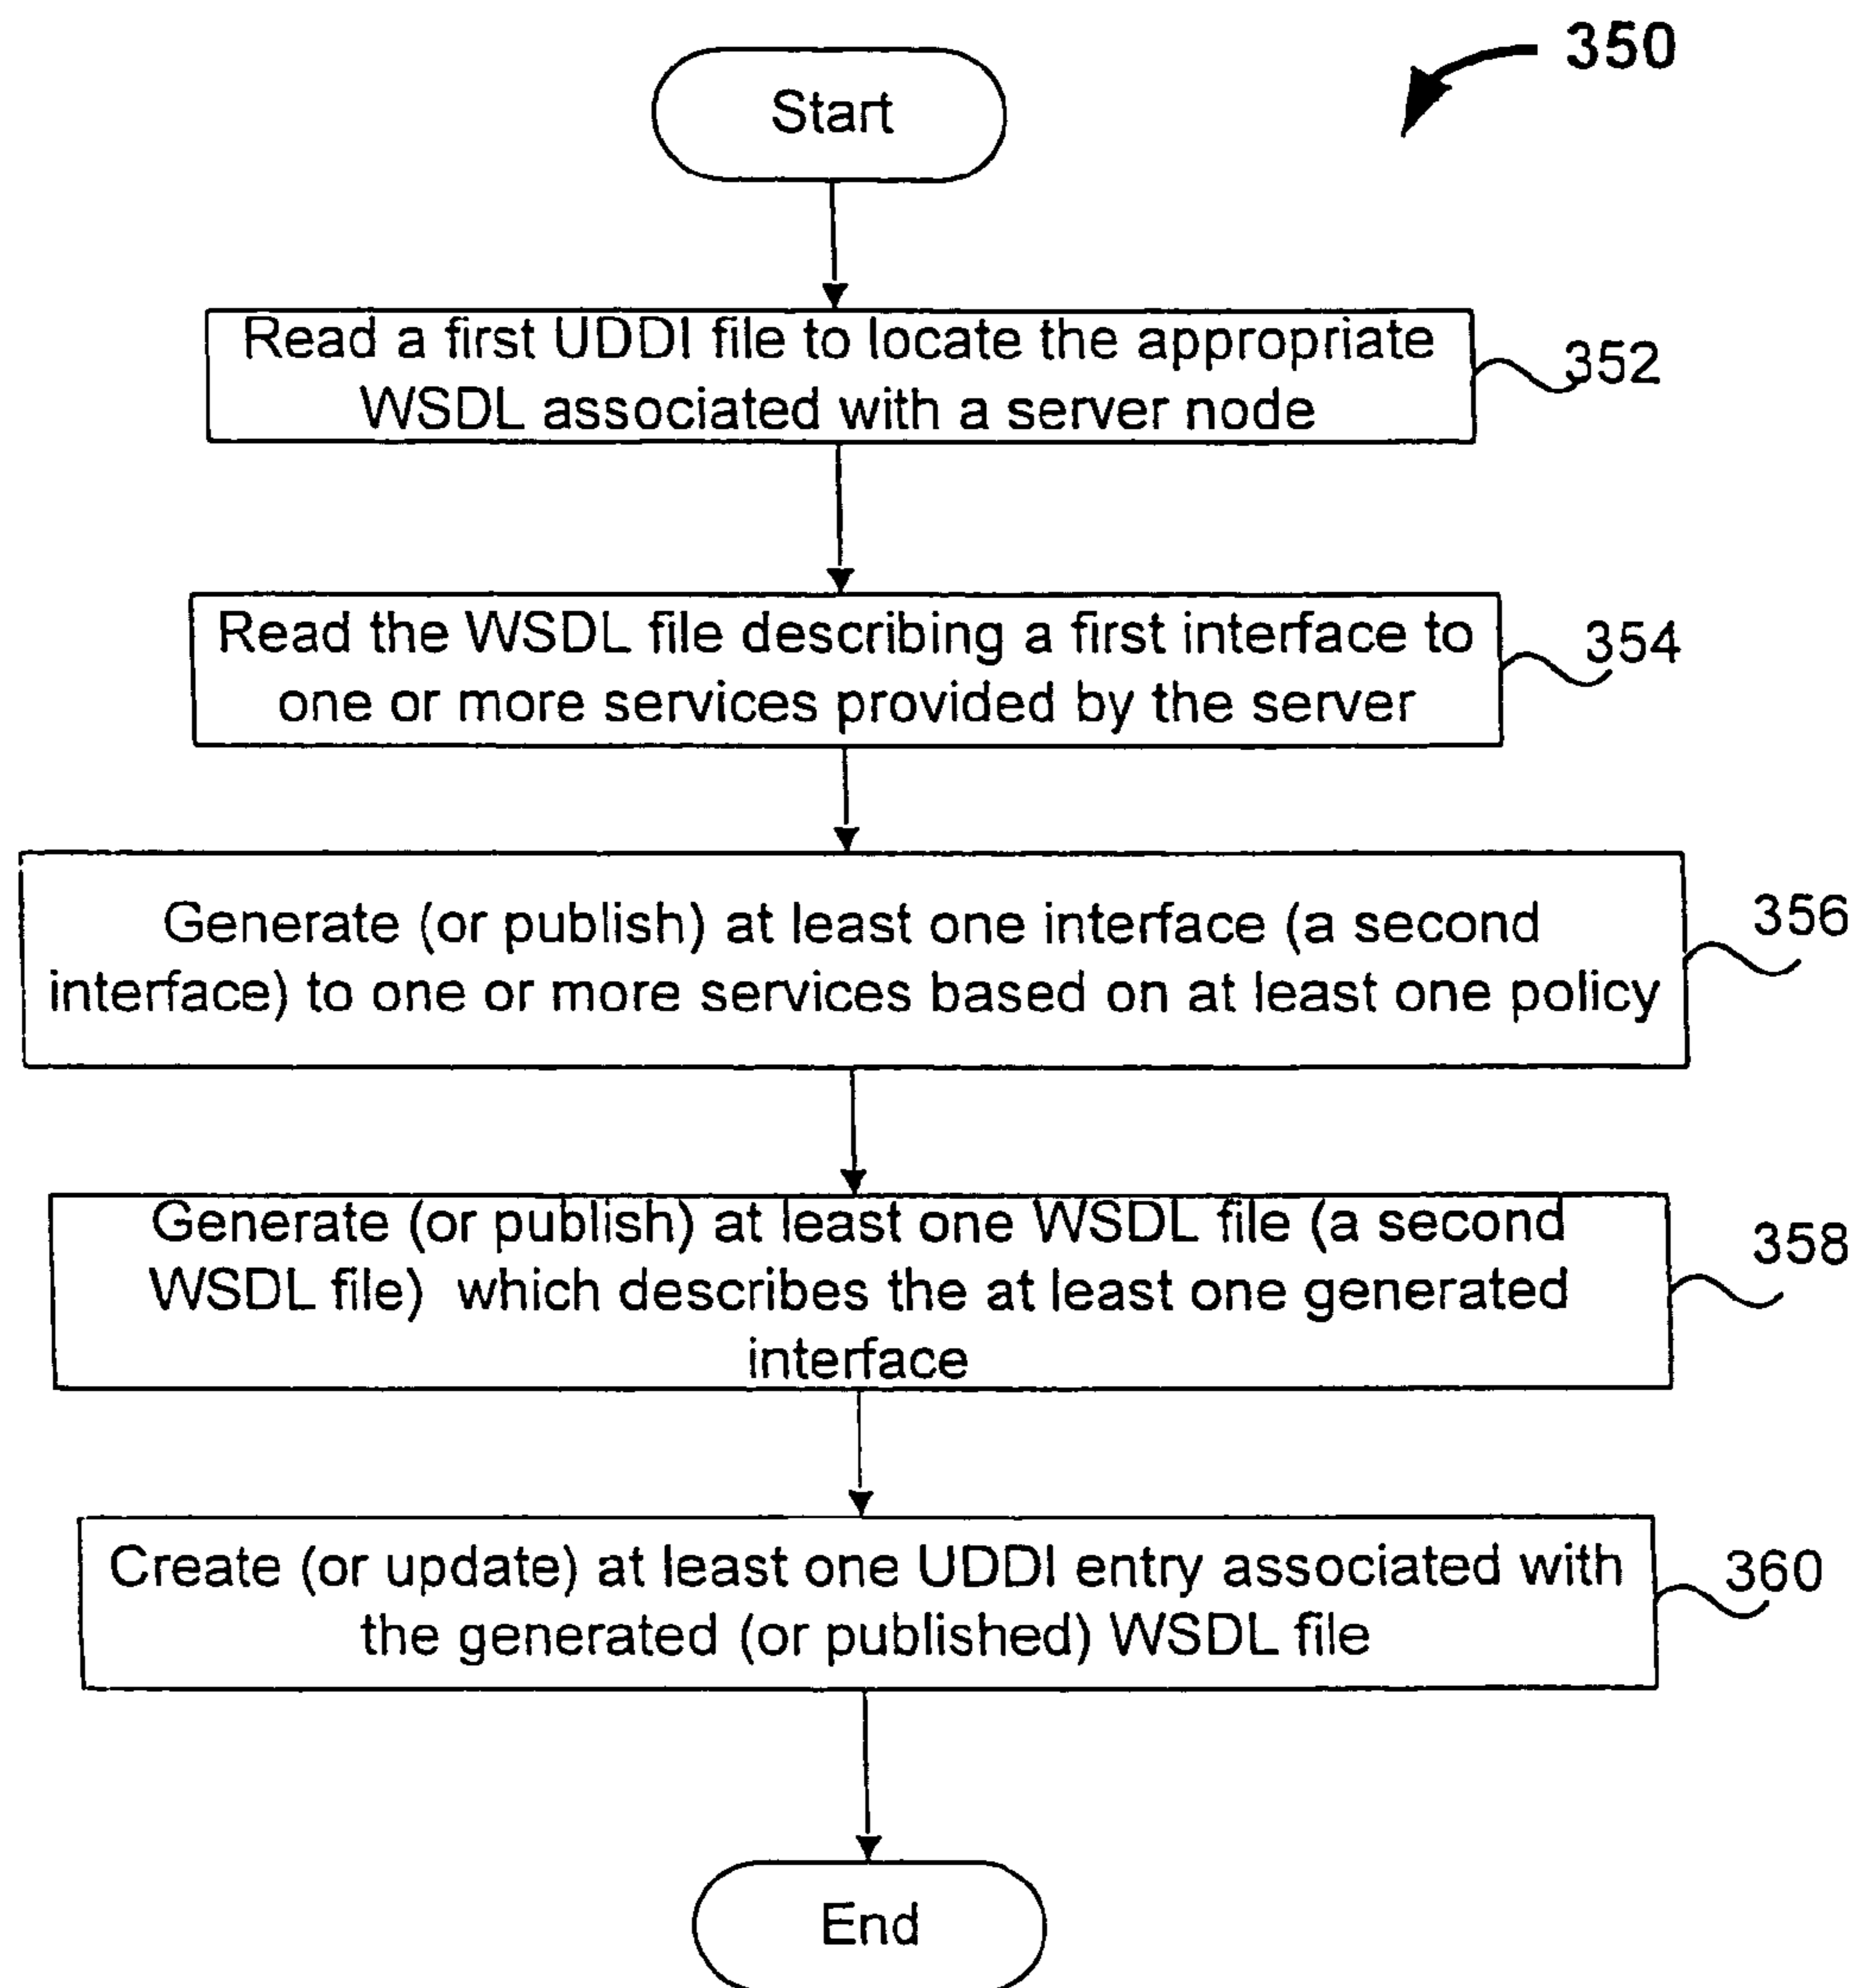 350
Start
Read a first UDDI file to locate the appropriate
WSDL associated with a server node
352
Read the WSDL file describing a first interface to
one or more services provided by the server
354
Generate (or publish) at least one interface (a second
interface) to one or more services based on at least one policy
356
Generate (or publish) at least one WSDL file (a second
WSDL file) which describes the at least one generated
interface
358
Create (or update) at least one UDDI entry associated with
the generated (or published) WSDL file
360
End